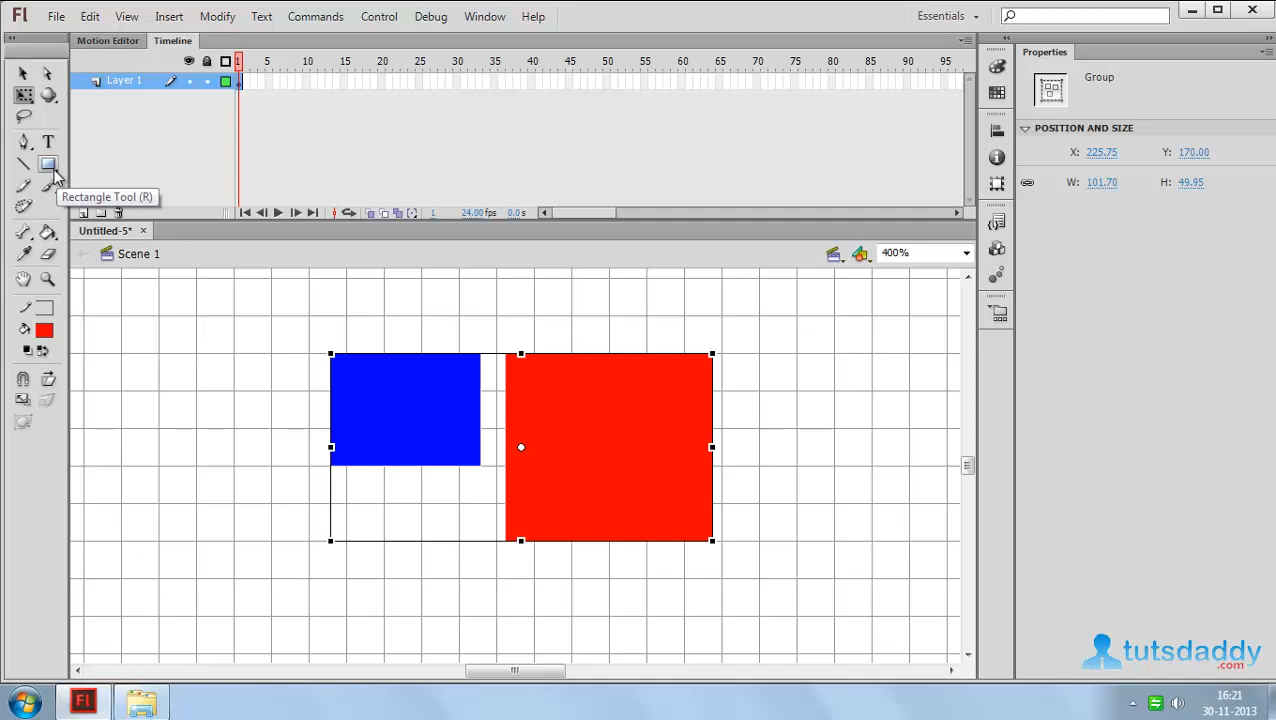 Fl File Edit View Insert Modify Text Commands Control Debug Window Help Essentials
Motion Editor Timeline
1 5 10 15 20 25 30 35 40 45 50 55 60 65 70 75 80 85 90 95
Layer 1
Rectangle Tool (R)
1 24.00 fps 0.0 s
Untitled-5*
Scene 1
400%
Properties
Group
POSITION AND SIZE
X: 225.75 Y: 170.00
W: 101.70 H: 49.95
tutsdaddy
.com
Fl
16:21
30-11-2013